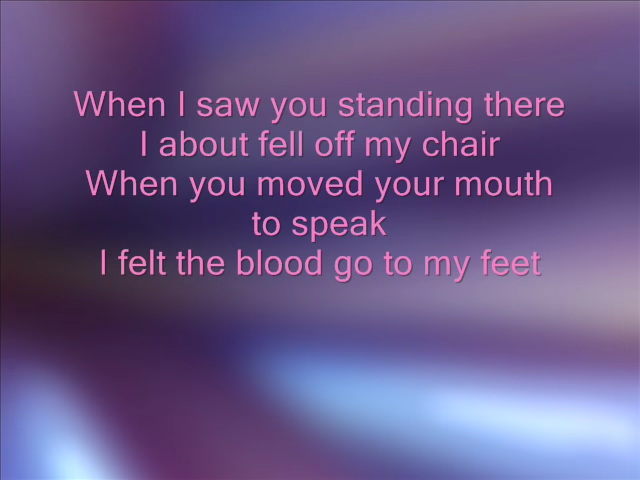 When I saw you standing there
I about fell off my chair
When you moved your mouth
to speak
I felt the blood go to my feet